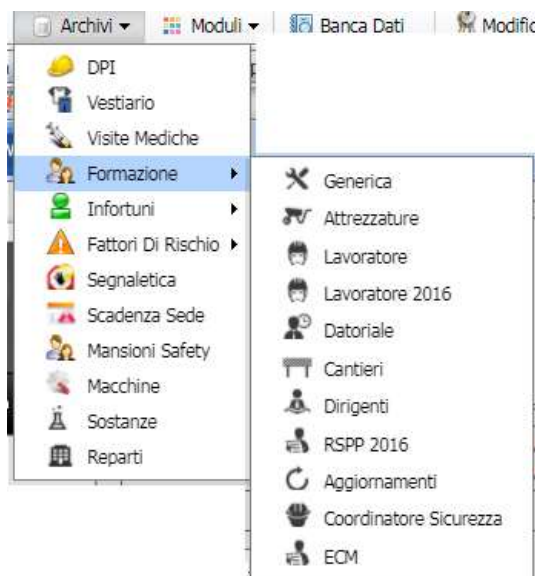 Archivi Moduli Banca Dati Modific
DPI
Vestiario
Visite Mediche
Formazione
Infortuni
Fattori Di Rischio
Segnaletica
Scadenza Sede
Mansioni Safety
Macchine
Sostanze
Reparti
Generica
Attrezzature
Lavoratore
Lavoratore 2016
Datoriale
Cantieri
Dirigenti
RSPP 2016
Aggiornamenti
Coordinatore Sicurezza
ECM